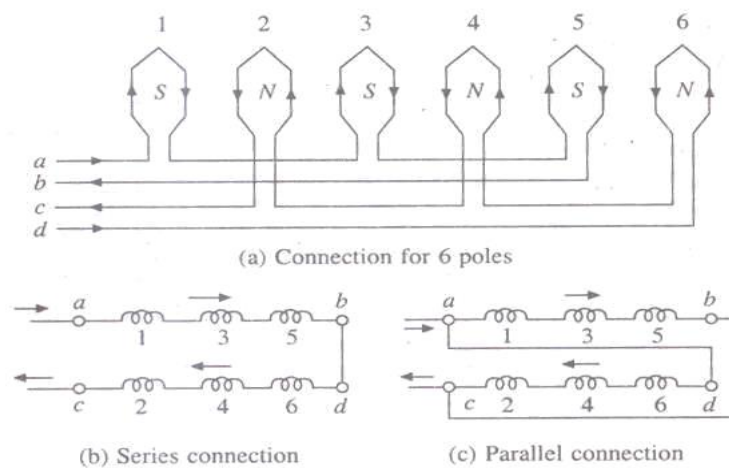 1 2 3 4 5 6
S N S N S N
a
b
c
d
(a) Connection for 6 poles
a b a b
1 3 5 1 3 5
c 2 4 6 d c 2 4 6 d
(b) Series connection (c) Parallel connection